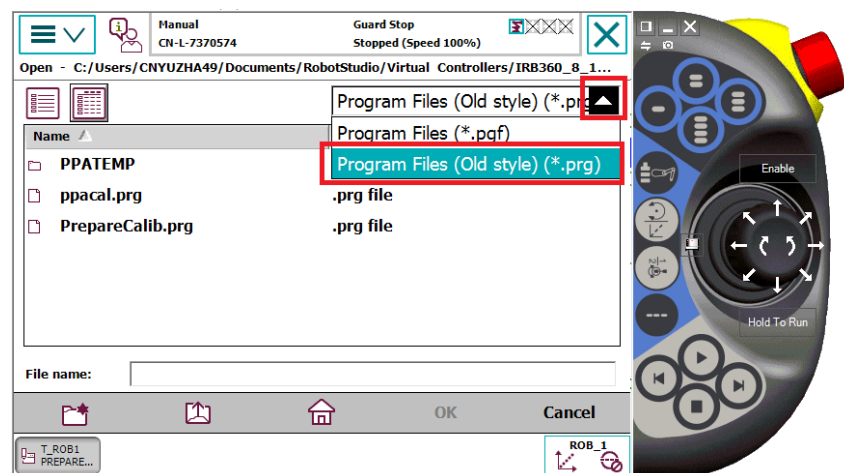 Manual
CN-L-7370574
Guard Stop
Stopped (Speed 100%)
Open - C:/Users/CNYUZHA49/Documents/RobotStudio/Virtual Controllers/IRB360_8_1...
Program Files (Old style) (*.prg
Program Files (*.pgf)
Program Files (Old style) (*.prg)
Name
PPATEMP
ppacal.prg .prg file
PrepareCalib.prg .prg file
File name:
OK Cancel
T_ROB1
PREPARE...
ROB_1
Enable
Hold To Run